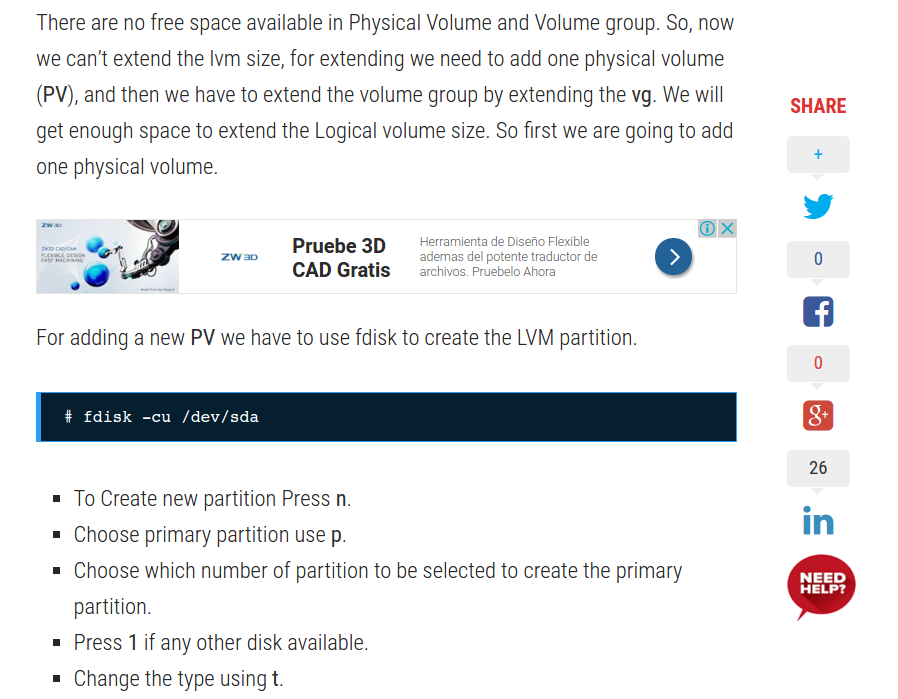 There are no free space available in Physical Volume and Volume group. So, now
we can't extend the lvm size, for extending we need to add one physical volume
(PV), and then we have to extend the volume group by extending the vg. We will
get enough space to extend the Logical volume size. So first we are going to add
one physical volume.
SHARE
+
ZW3D
ZW3D CAD/CAM
FLEXIBLE DESIGN
FAST MACHINING
ZW3D
Pruebe 3D
CAD Gratis
Herramienta de Diseño Flexible
ademas del potente traductor de
archivos. Pruebelo Ahora
0
For adding a new PV we have to use fdisk to create the LVM partition.
0
# fdisk -cu /dev/sda
g+
26
in
▪ To Create new partition Press n.
▪ Choose primary partition use p.
▪ Choose which number of partition to be selected to create the primary
partition.
▪ Press 1 if any other disk available.
▪ Change the type using t.
NEED
HELP?